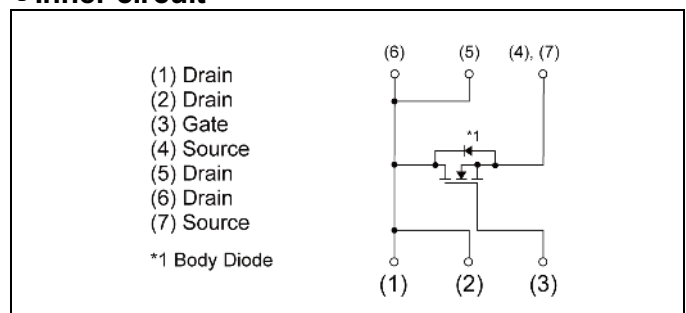 Inner circuit
(1) Drain
(2) Drain
(3) Gate
(4) Source
(5) Drain
(6) Drain
(7) Source
*1 Body Diode
(6) (5) (4), (7)
*1
(1) (2) (3)